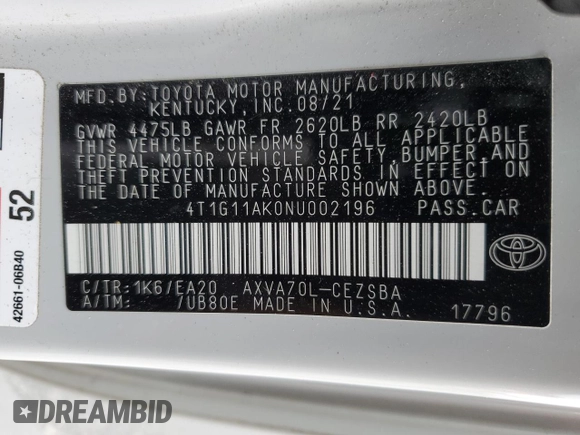 MFD. BY: TOYOTA MOTOR MANUFACTURING,
KENTUCKY, INC. 08/21
GVWR 4475LB GAWR FR 2620LB RR 2420LB
THIS VEHICLE CONFORMS TO ALL APPLICABLE
FEDERAL MOTOR VEHICLE SAFETY, BUMPER, AND
THEFT PREVENTION STANDARDS IN EFFECT ON
THE DATE OF MANUFACTURE SHOWN ABOVE.
4T1G11AK0NU002196 PASS. CAR
C/TR: 1K6/EA20 AXVA70L-CEZSBA
A/TM: /UB80E MADE IN U.S.A.
17796
52
42661-06B40
DREAMBID